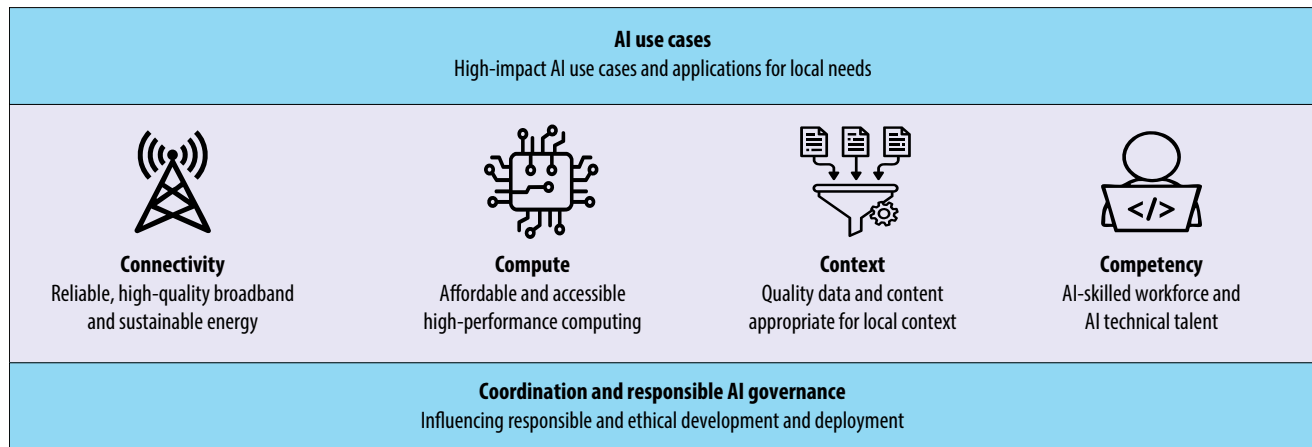 AI use cases
High-impact AI use cases and applications for local needs
Connectivity
Reliable, high-quality broadband
and sustainable energy
Compute
Affordable and accessible
high-performance computing
Context
Quality data and content
appropriate for local context
</>
Competency
AI-skilled workforce and
AI technical talent
Coordination and responsible AI governance
Influencing responsible and ethical development and deployment